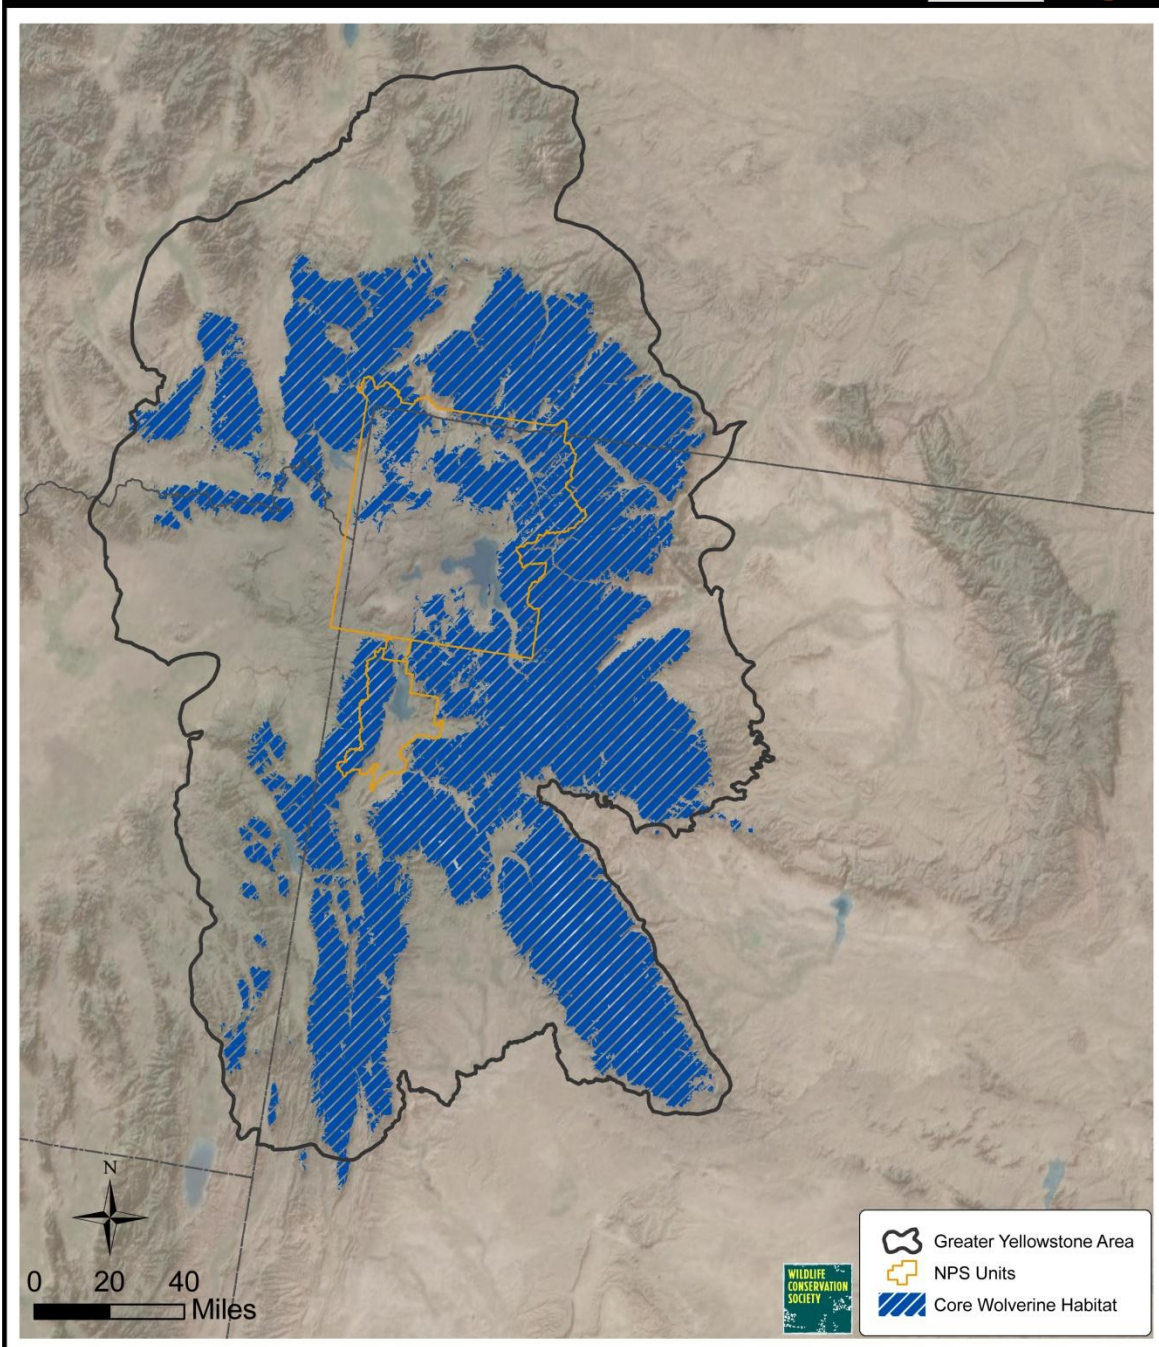 N
0 20 40
Miles
WILDLIFE
CONSERVATION
SOCIETY
Greater Yellowstone Area
NPS Units
Core Wolverine Habitat